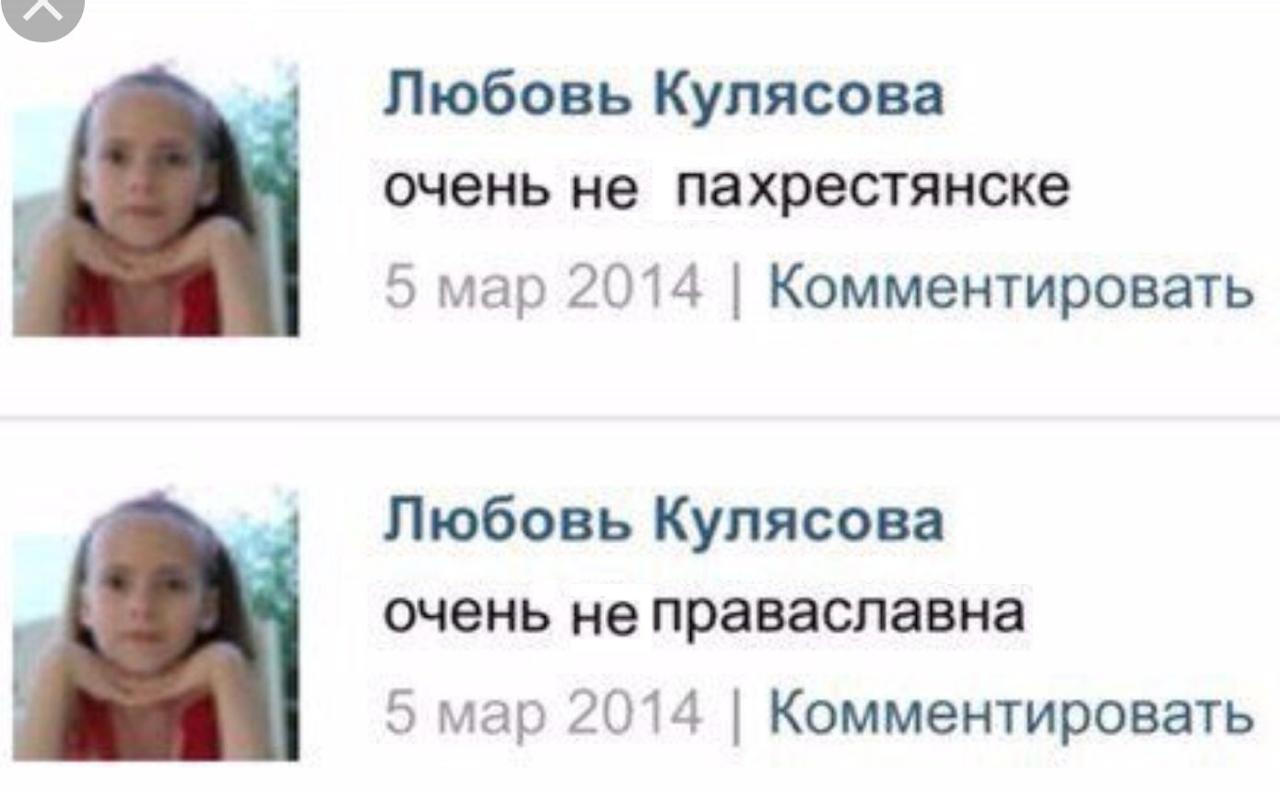 Любовь Кулясова
очень не пахрестянске
5 мар 2014 | Комментировать
Любовь Кулясова
очень не праваславна
5 мар 2014 | Комментировать